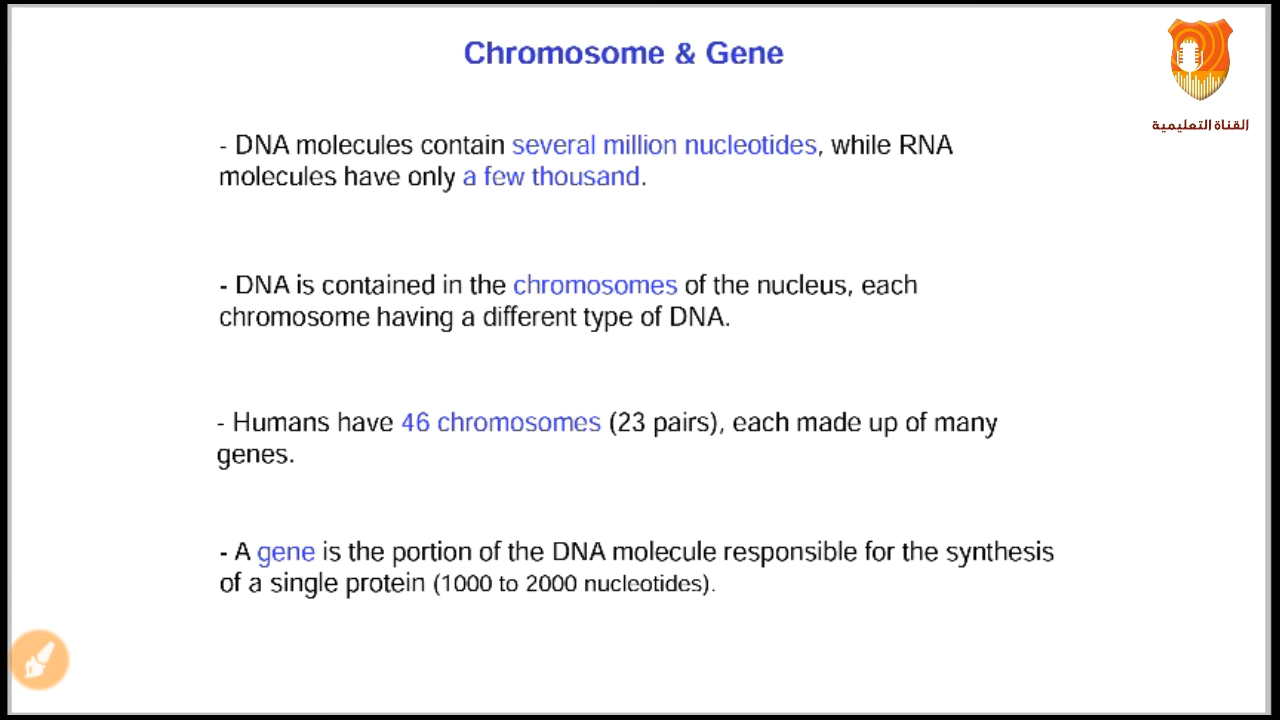 Chromosome & Gene
القناة التعليمية
- DNA molecules contain several million nucleotides, while RNA
molecules have only a few thousand.
- DNA is contained in the chromosomes of the nucleus, each
chromosome having a different type of DNA.
- Humans have 46 chromosomes (23 pairs), each made up of many
genes.
- A gene is the portion of the DNA molecule responsible for the synthesis
of a single protein (1000 to 2000 nucleotides).